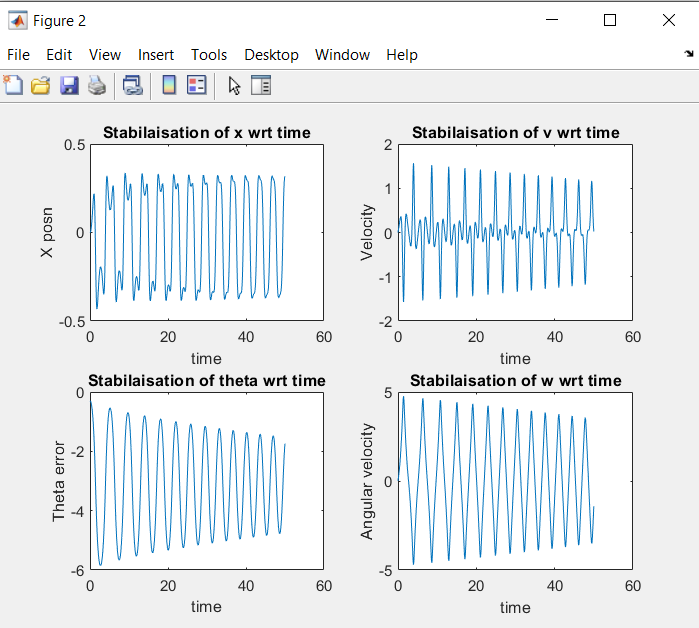 Figure 2
File Edit View Insert Tools Desktop Window Help
Stabilaisation of x wrt time
0.5
0
-0.5
X posn
0 20 40 60
time
Stabilaisation of v wrt time
2
1
0
-1
-2
Velocity
0 20 40 60
time
Stabilaisation of theta wrt time
0
-2
-4
-6
Theta error
0 20 40 60
time
Stabilaisation of w wrt time
5
0
-5
Angular velocity
0 20 40 60
time